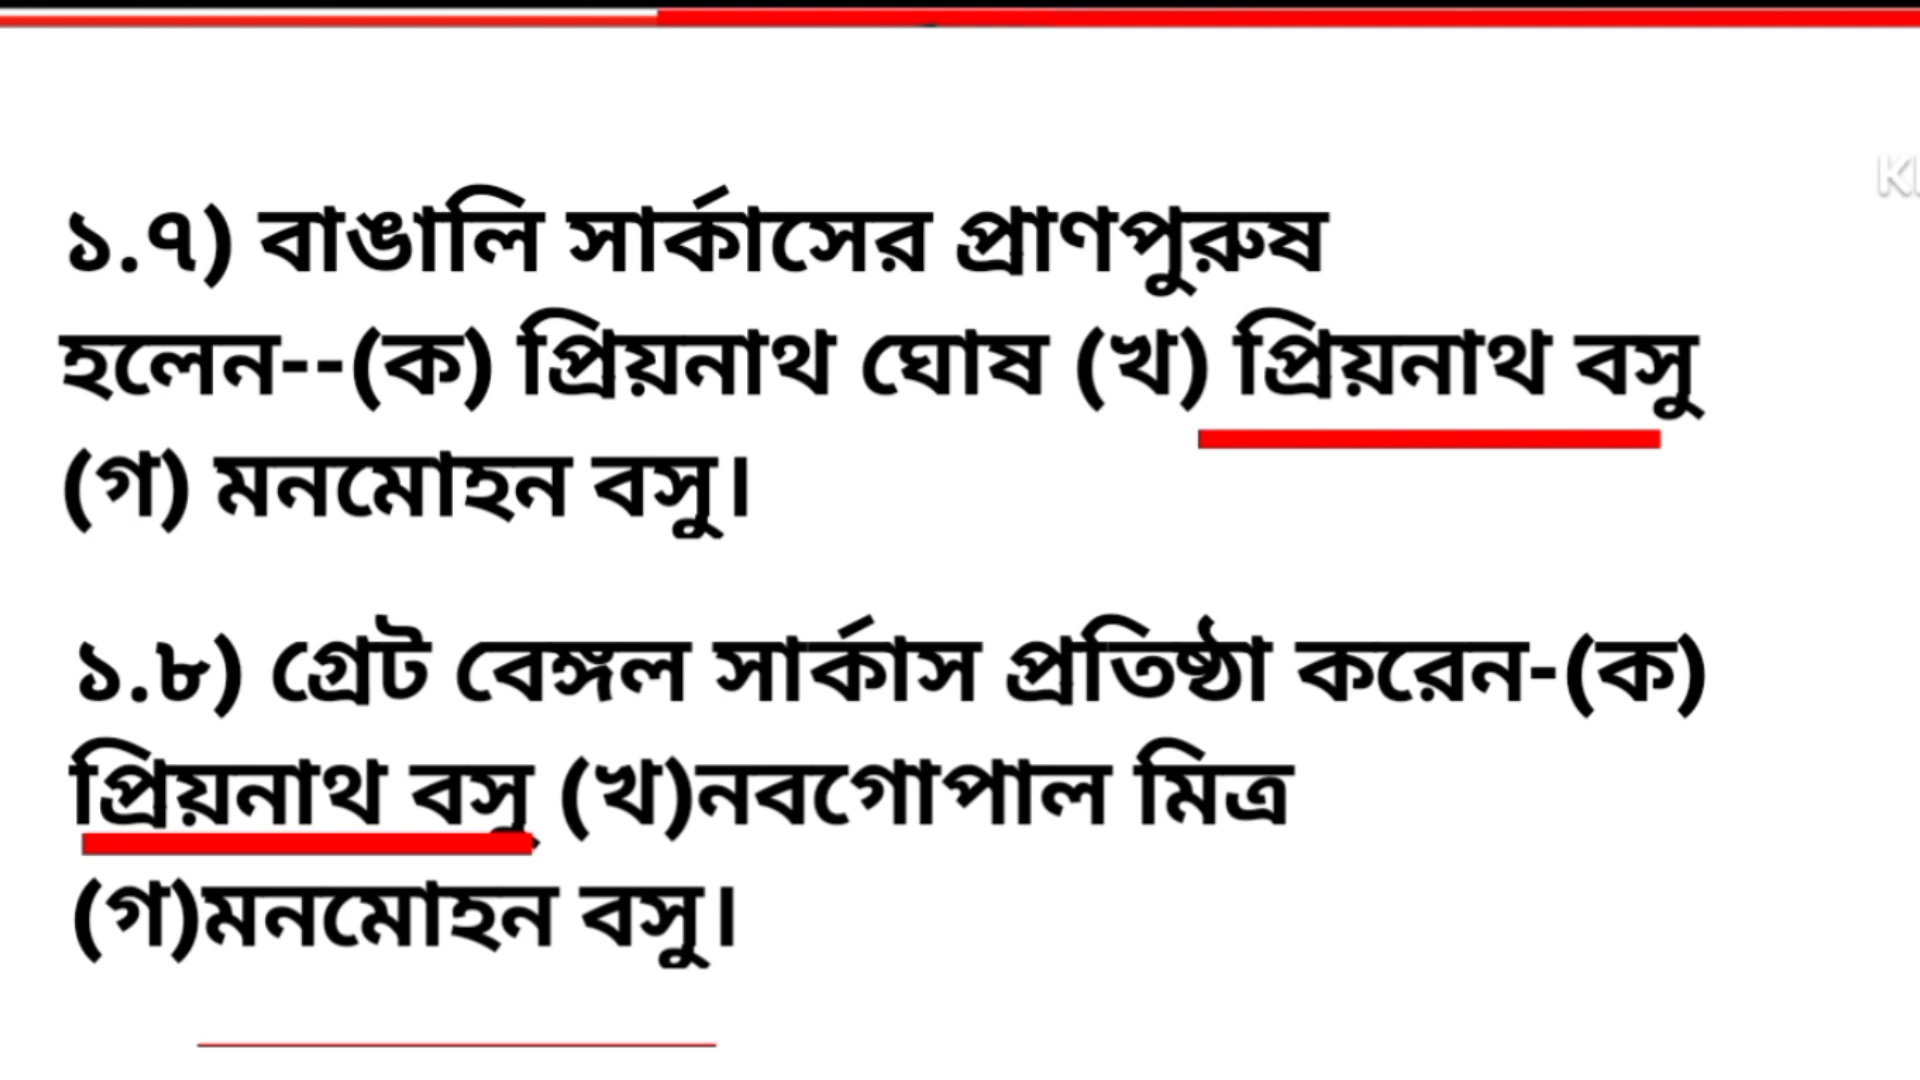 ১.৭) বাঙালি সার্কাসের প্রাণপুরুষ
হলেন--(ক) প্রিয়নাথ ঘোষ (খ) প্রিয়নাথ বসু
(গ) মনমোহন বসু।
১.৮) গ্রেট বেঙ্গল সার্কাস প্রতিষ্ঠা করেন-(ক)
প্রিয়নাথ বসু (খ)নবগোপাল মিত্র
(গ)মনমোহন বসু।